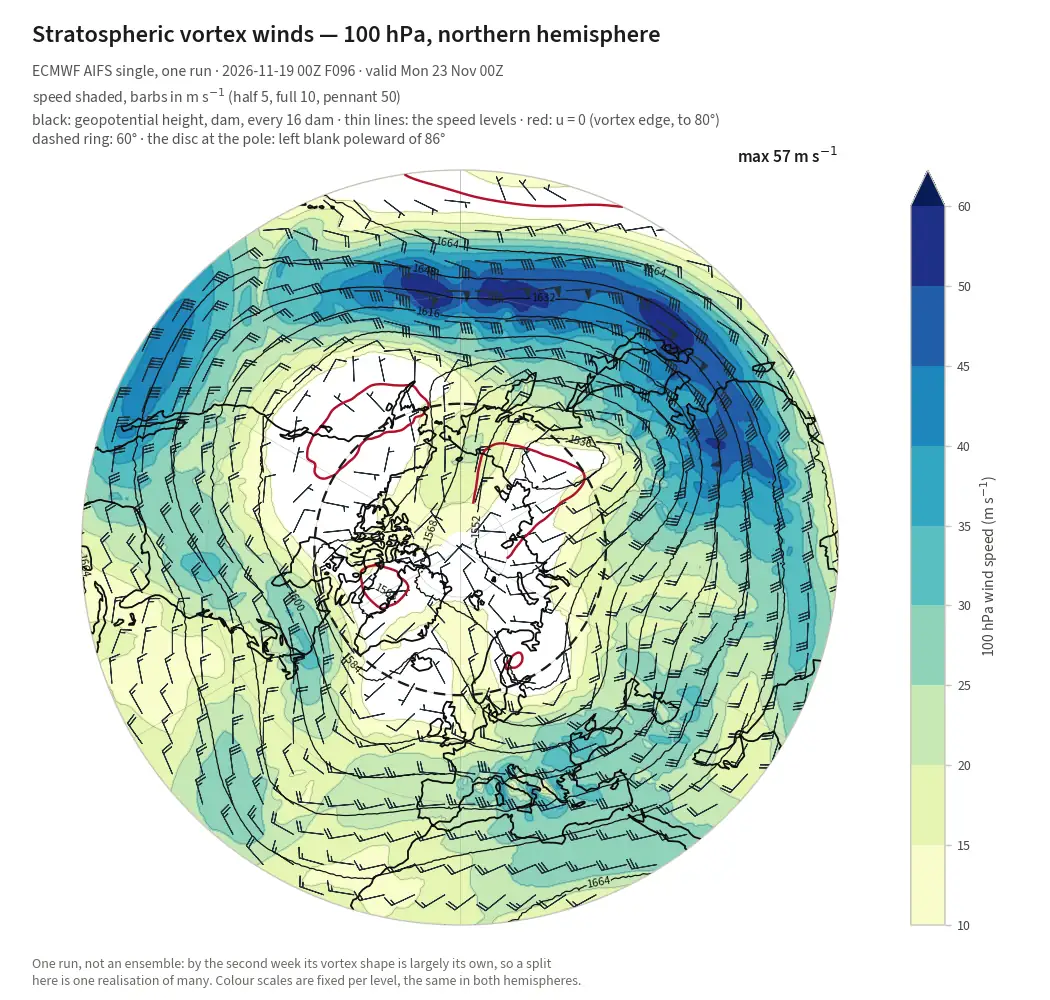 Stratospheric vortex winds — 100 hPa, northern hemisphere
ECMWF AIFS single, one run · 2026-11-19 00Z F096 · valid Mon 23 Nov 00Z
speed shaded, barbs in m s⁻¹ (half 5, full 10, pennant 50)
black: geopotential height, dam, every 16 dam · thin lines: the speed levels · red: u = 0 (vortex edge, to 80°)
dashed ring: 60° · the disc at the pole: left blank poleward of 86°
max 57 m s⁻¹
60
50
45
40
35
30
25
20
15
10
100 hPa wind speed (m s⁻¹)
1664
1664
1648
1632
1616
1536
1552
1568
1600
1584
1664
One run, not an ensemble: by the second week its vortex shape is largely its own, so a split
here is one realisation of many. Colour scales are fixed per level, the same in both hemispheres.